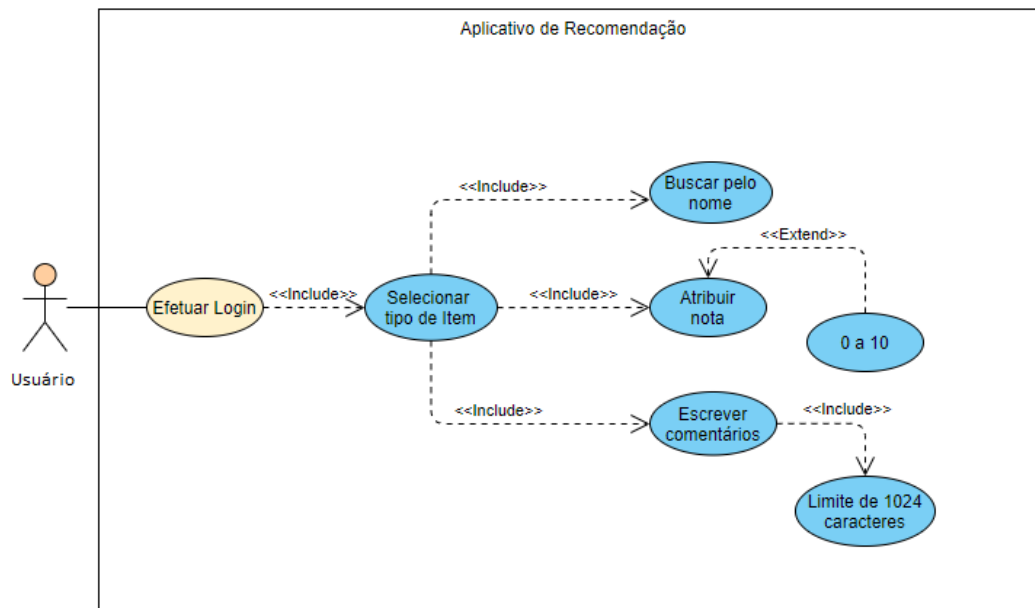 Aplicativo de Recomendação
<<Include>>
Buscar pelo
nome
<<Extend>>
Efetuar Login
<<Include>>
Selecionar
tipo de Item
<<Include>>
Atribuir
nota
0 a 10
Usuário
<<Include>>
Escrever
comentários
<<Include>>
Limite de 1024
caracteres